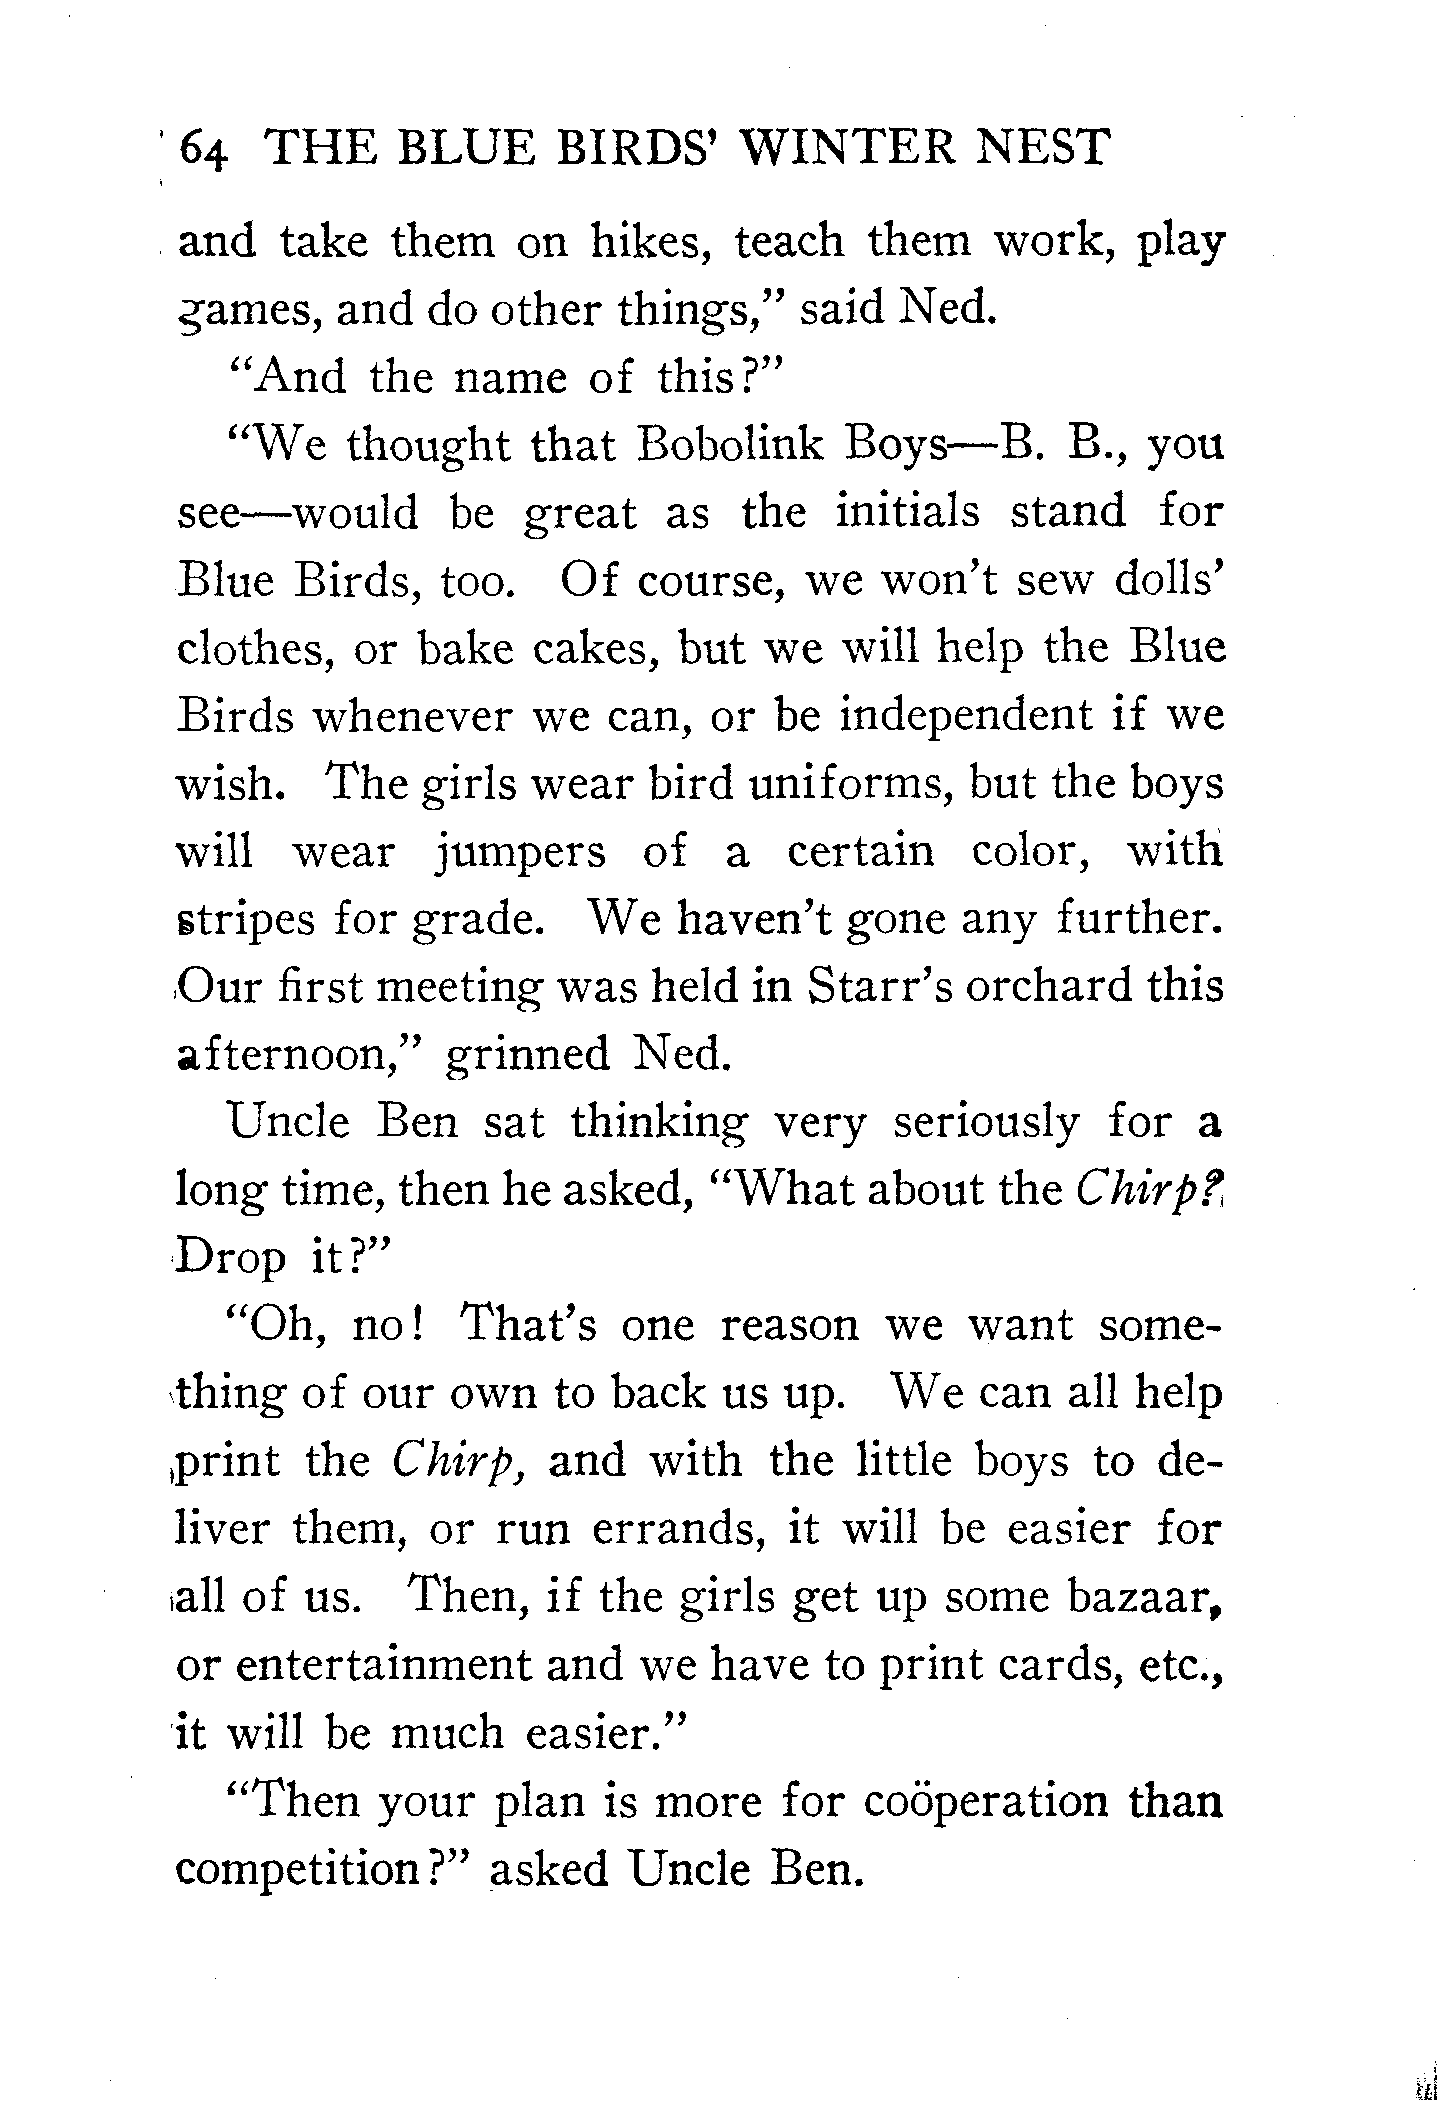 64 THE BLUE BIRDS' WINTER NEST
and take them on hikes, teach them work, play
games, and do other things,” said Ned.
“And the name of this?”
“We thought that Bobolink Boys—B. B., you
see—would be great as the initials stand for
Blue Birds, too. Of course, we won’t sew dolls’
clothes, or bake cakes, but we will help the Blue
Birds whenever we can, or be independent if we
wish. The girls wear bird uniforms, but the boys
will wear jumpers of a certain color, with
stripes for grade. We haven’t gone any further.
Our first meeting was held in Starr’s orchard this
afternoon,” grinned Ned.
Uncle Ben sat thinking very seriously for a
long time, then he asked, “What about the Chirp?
Drop it?”
“Oh, no! That’s one reason we want some-
thing of our own to back us up. We can all help
print the Chirp, and with the little boys to de-
liver them, or run errands, it will be easier for
all of us. Then, if the girls get up some bazaar,
or entertainment and we have to print cards, etc.,
it will be much easier.”
“Then your plan is more for coöperation than
competition?” asked Uncle Ben.